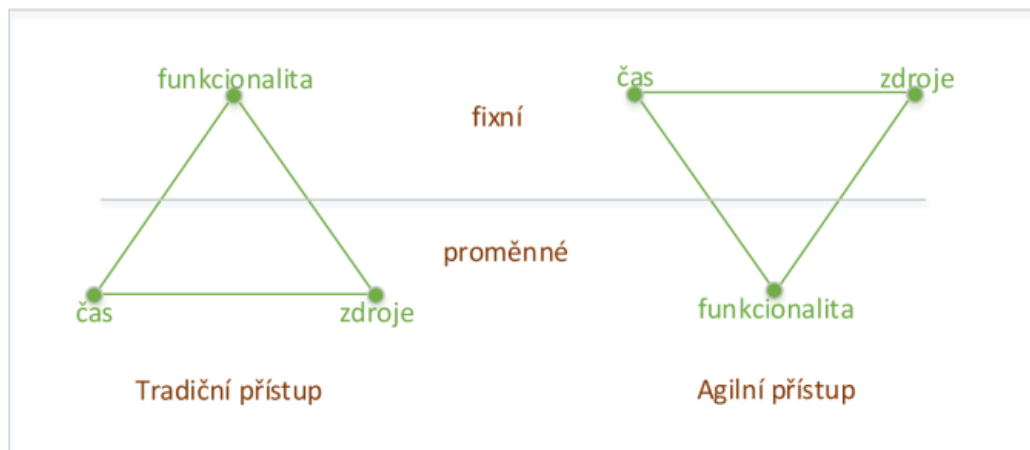 funkcionalita
čas
zdroje
fixní
proměnné
čas
zdroje
funkcionalita
Tradiční přístup
Agilní přístup